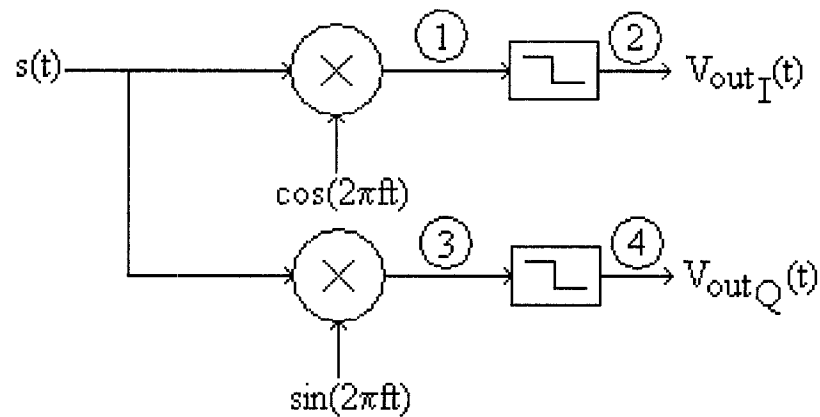 s(t) 1 2 V_out_I(t)
cos(2πft)
3 4 V_out_Q(t)
sin(2πft)